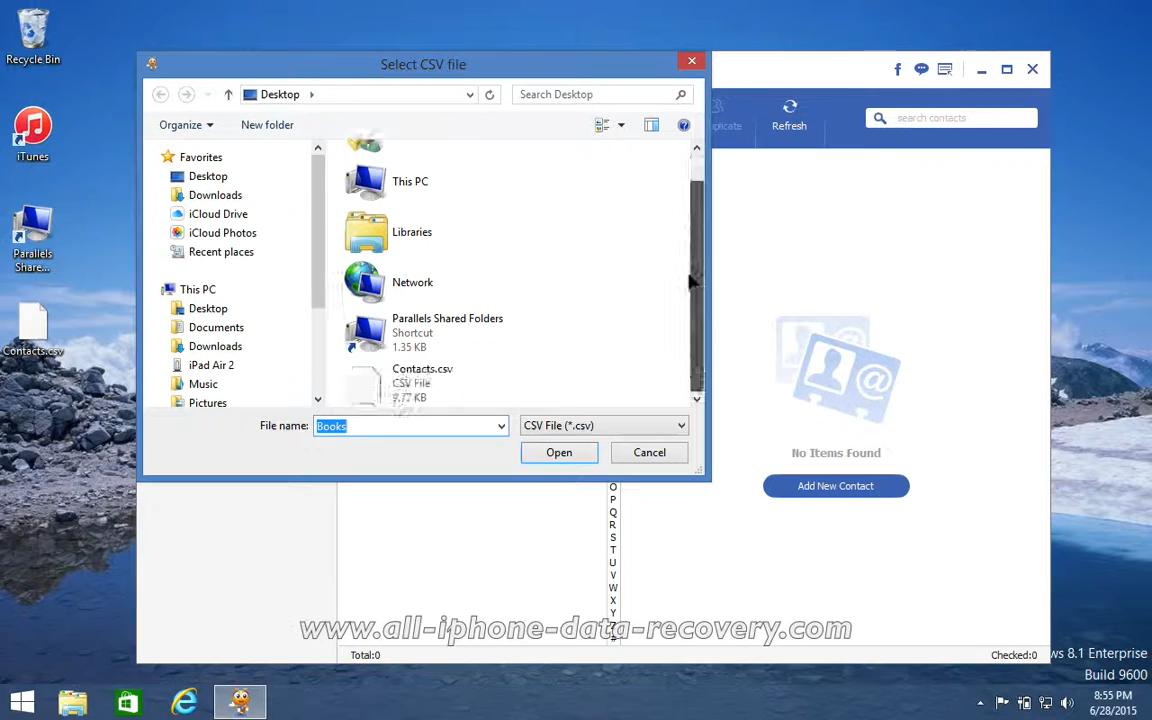 Recycle Bin
iTunes
Parallels
Share...
Contacts.csv
Select CSV file
Desktop
Search Desktop
Organize
New folder
Favorites
Desktop
Downloads
iCloud Drive
iCloud Photos
Recent places
This PC
Desktop
Documents
Downloads
iPad Air 2
Music
Pictures
This PC
Libraries
Network
Parallels Shared Folders
Shortcut
1.35 KB
Contacts.csv
CSV File
9.77 KB
File name:
Books
CSV File (*.csv)
Open
Cancel
Refresh
search contacts
No Items Found
Add New Contact
O
P
Q
R
S
T
U
V
W
X
Y
Z
#
www.all-iphone-data-recovery.com
Total:0
Checked:0
ws 8.1 Enterprise
Build 9600
8:55 PM
6/28/2015